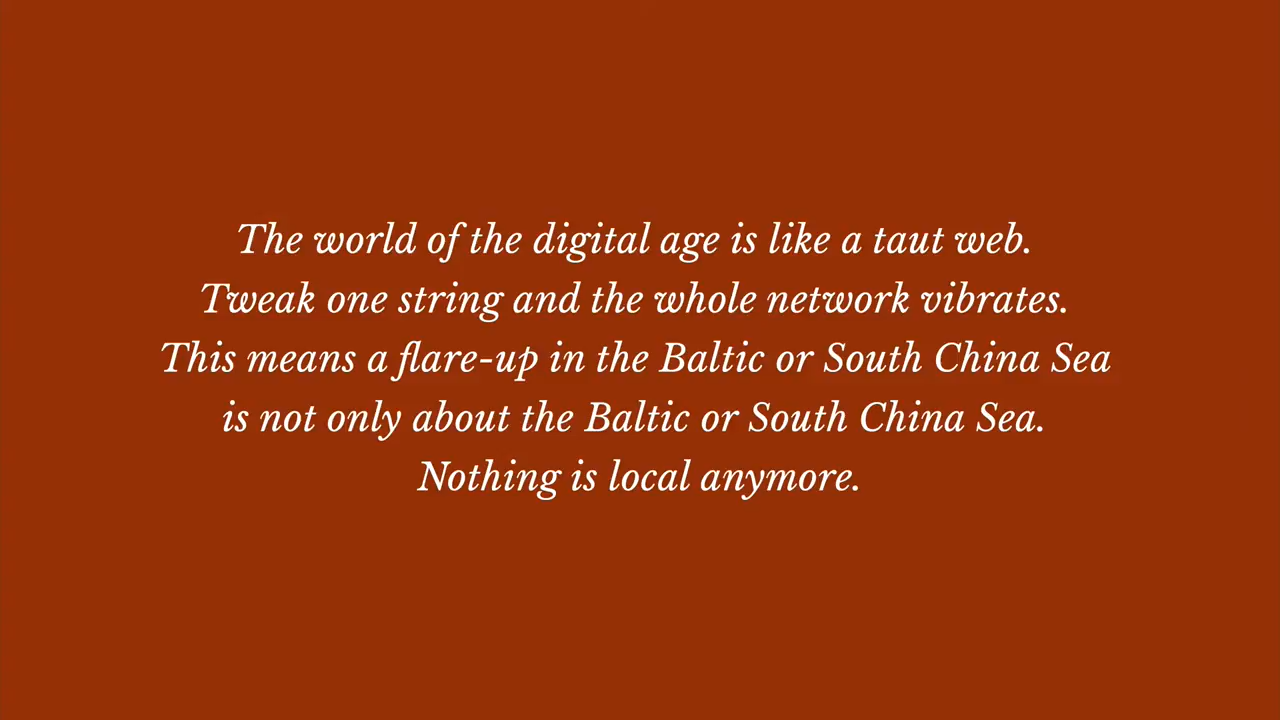 The world of the digital age is like a taut web.
Tweak one string and the whole network vibrates.
This means a flare-up in the Baltic or South China Sea
is not only about the Baltic or South China Sea.
Nothing is local anymore.